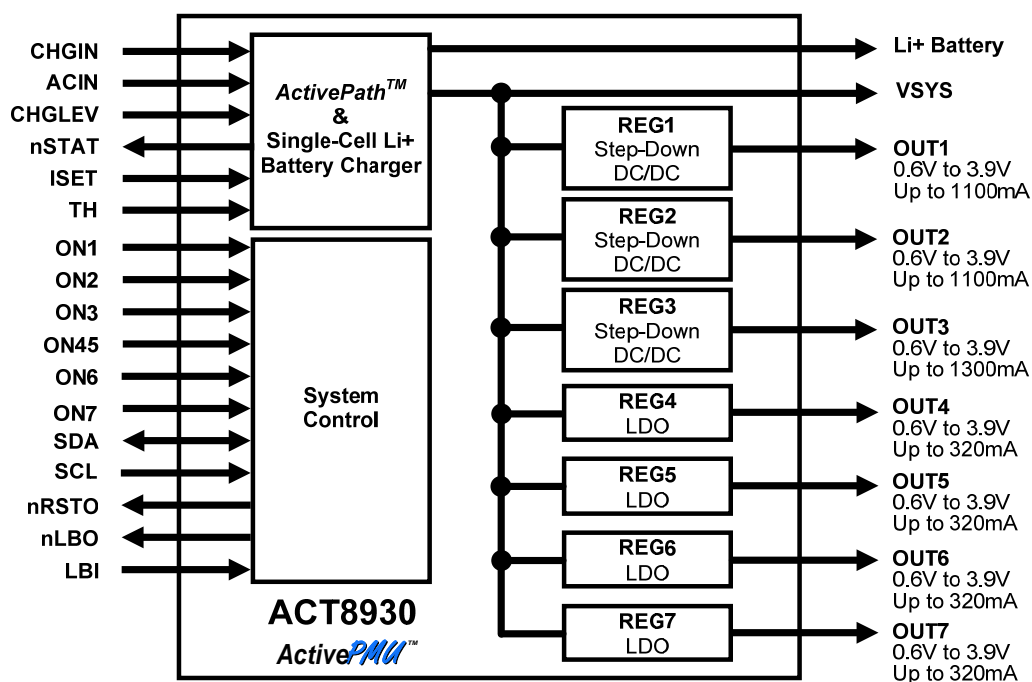 CHGIN
ACIN
CHGLEV
nSTAT
ISET
TH
ON1
ON2
ON3
ON45
ON6
ON7
SDA
SCL
nRSTO
nLBO
LBI
ActivePath™
&
Single-Cell Li+
Battery Charger
System
Control
ACT8930
ActivePMU™
REG1
Step-Down
DC/DC
REG2
Step-Down
DC/DC
REG3
Step-Down
DC/DC
REG4
LDO
REG5
LDO
REG6
LDO
REG7
LDO
Li+ Battery
VSYS
OUT1
0.6V to 3.9V
Up to 1100mA
OUT2
0.6V to 3.9V
Up to 1100mA
OUT3
0.6V to 3.9V
Up to 1300mA
OUT4
0.6V to 3.9V
Up to 320mA
OUT5
0.6V to 3.9V
Up to 320mA
OUT6
0.6V to 3.9V
Up to 320mA
OUT7
0.6V to 3.9V
Up to 320mA